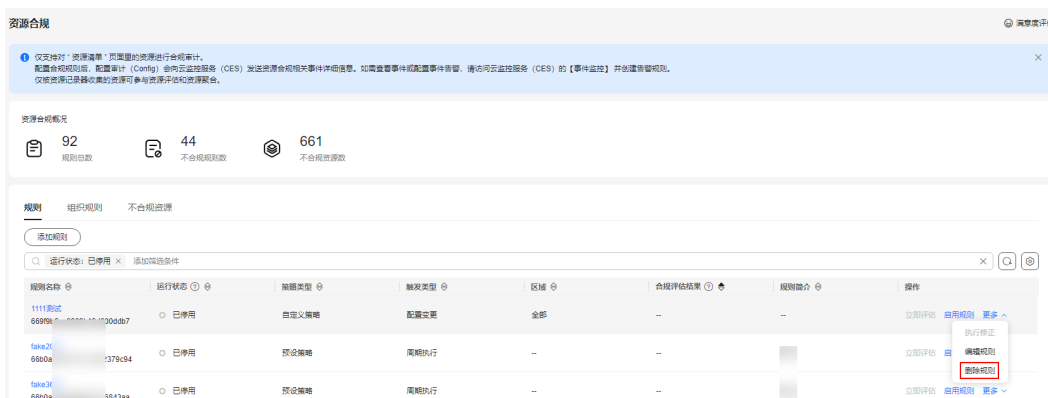 资源合规
满意度评
仅支持对“资源清单”页面里的资源进行合规审计。
配置合规规则后，配置审计（Config）会向云监控服务（CES）发送资源合规相关事件详细信息。如需查看事件或配置事件告警，请访问云监控服务（CES）的【事件监控】并创建告警规则。
仅被资源记录器收集的资源可参与资源评估和资源聚合。
资源合规概况
92
规则总数
44
不合规规则数
661
不合规资源数
规则 组织规则 不合规资源
添加规则
运行状态：已停用 × 添加筛选条件
规则名称 运行状态 策略类型 触发类型 区域 合规评估结果 规则简介 操作
1111测试
已停用 自定义策略 配置变更 全部 -- -- 立即评估 启用规则 更多
00ddb7
执行修正
编辑规则
删除规则
fake2
66b0a 2379c94
已停用 预设策略 周期执行 -- -- 立即评估 启
fake3
66b0a 6843aa
已停用 预设策略 周期执行 -- -- 立即评估 启用规则 更多